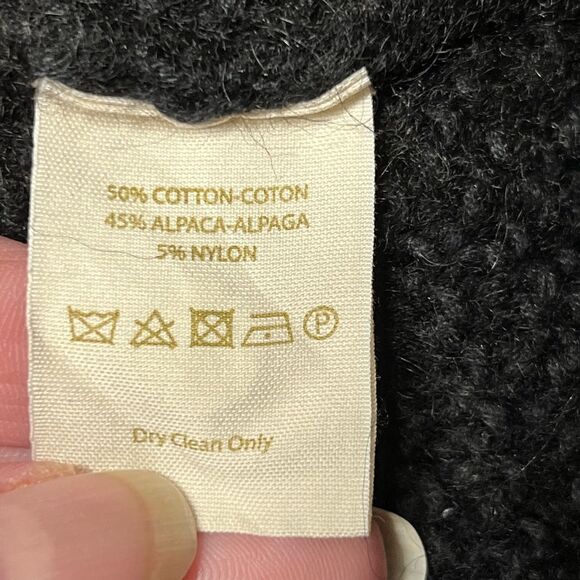 50% COTTON-COTON
45% ALPACA-ALPAGA
5% NYLON
P
Dry Clean Only